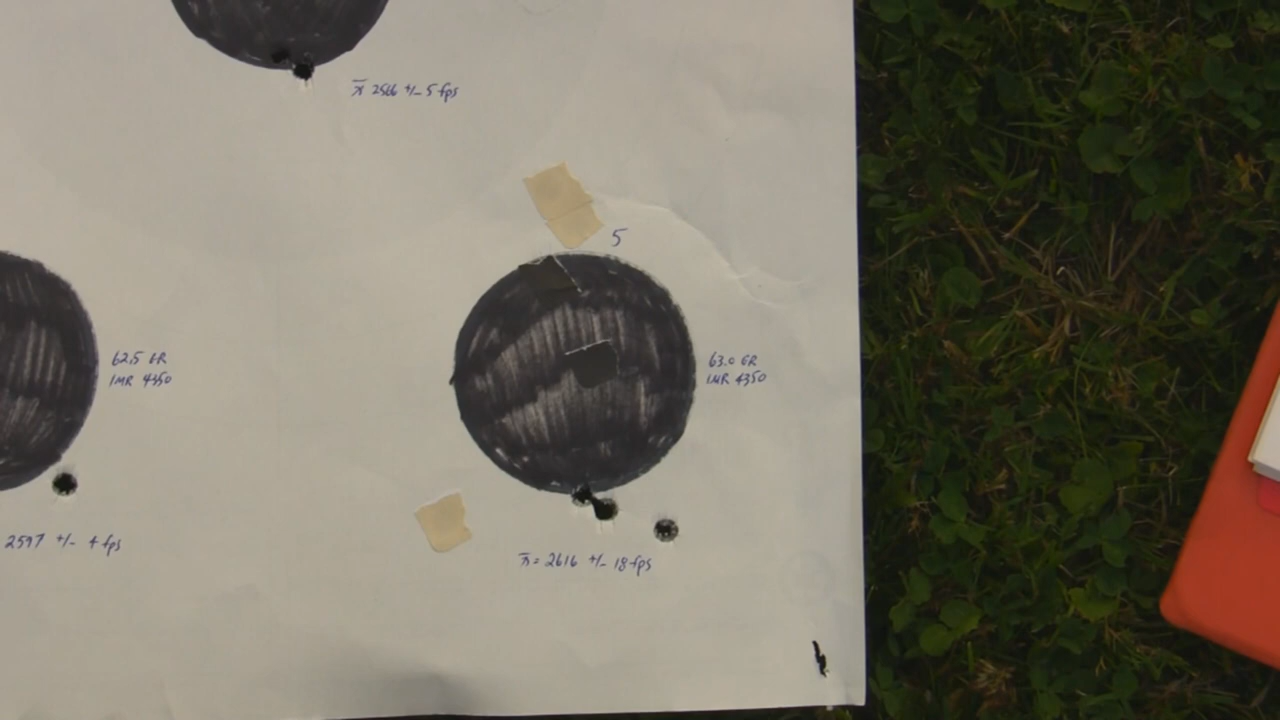 x̄ 2566 +/- 5 fps
5
62.5 GR
IMR 4350
63.0 GR
IMR 4350
2597 +/- 4 fps
x̄ = 2616 +/- 18 fps